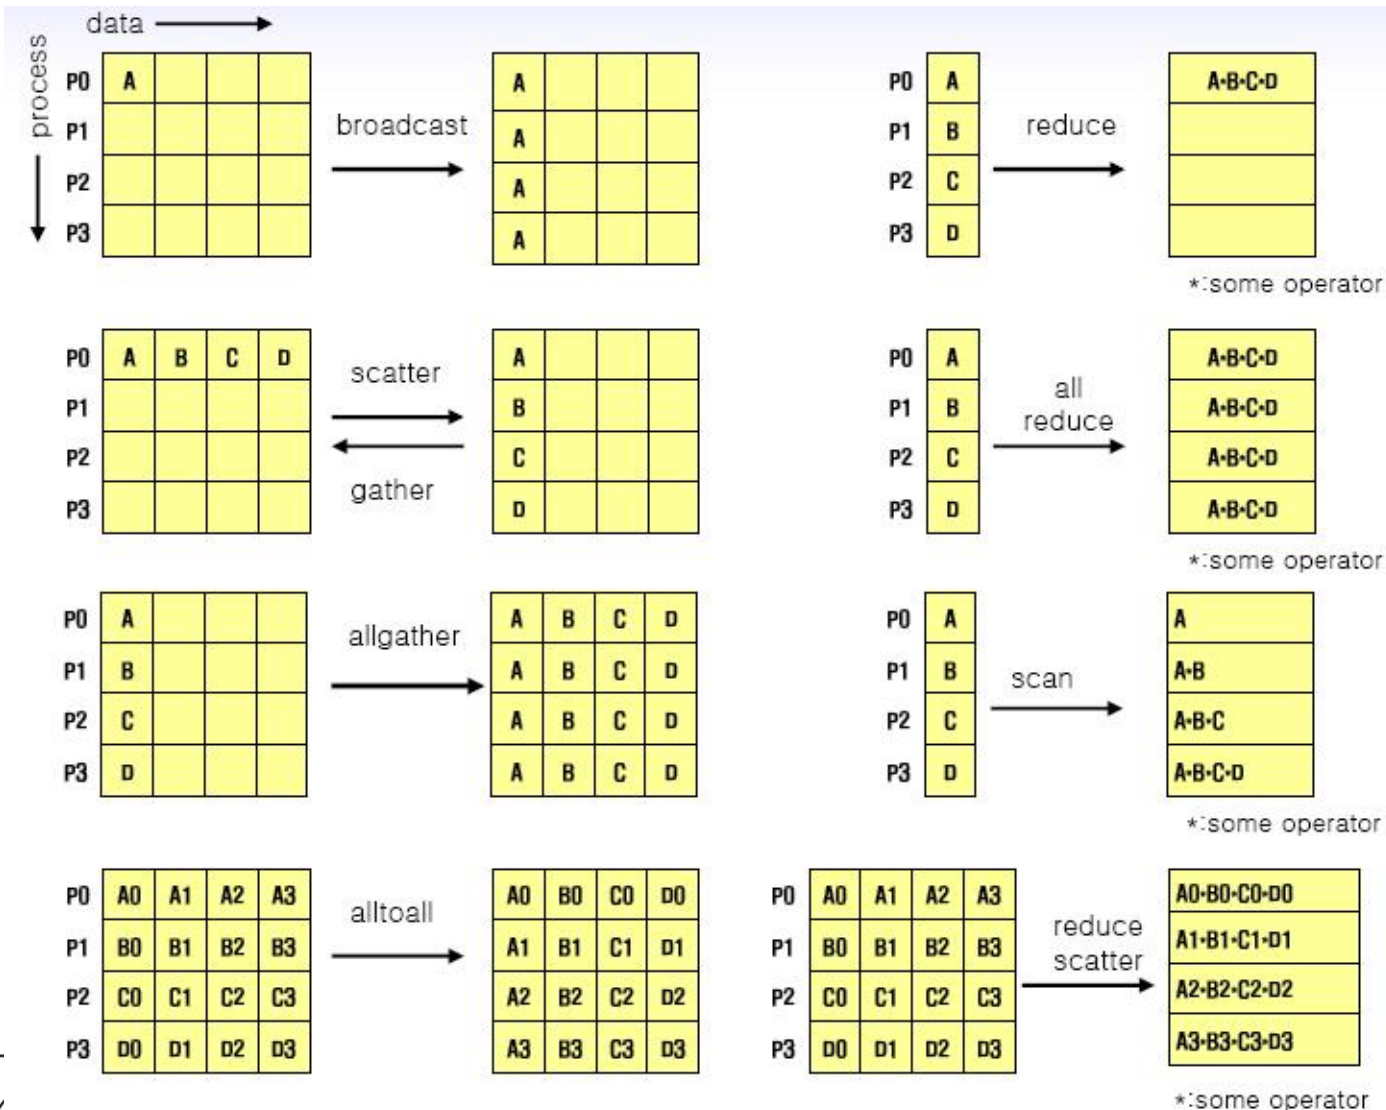 data
process
P0 A
P1
P2
P3
broadcast
A
A
A
A
P0 A
P1 B
P2 C
P3 D
reduce
A*B*C*D
*:some operator
P0 A B C D
P1
P2
P3
scatter
gather
A
B
C
D
P0 A
P1 B
P2 C
P3 D
all
reduce
A*B*C*D
A*B*C*D
A*B*C*D
A*B*C*D
*:some operator
P0 A
P1 B
P2 C
P3 D
allgather
A B C D
A B C D
A B C D
A B C D
P0 A
P1 B
P2 C
P3 D
scan
A
A*B
A*B*C
A*B*C*D
*:some operator
P0 A0 A1 A2 A3
P1 B0 B1 B2 B3
P2 C0 C1 C2 C3
P3 D0 D1 D2 D3
alltoall
A0 B0 C0 D0
A1 B1 C1 D1
A2 B2 C2 D2
A3 B3 C3 D3
P0 A0 A1 A2 A3
P1 B0 B1 B2 B3
P2 C0 C1 C2 C3
P3 D0 D1 D2 D3
reduce
scatter
A0*B0*C0*D0
A1*B1*C1*D1
A2*B2*C2*D2
A3*B3*C3*D3
*:some operator